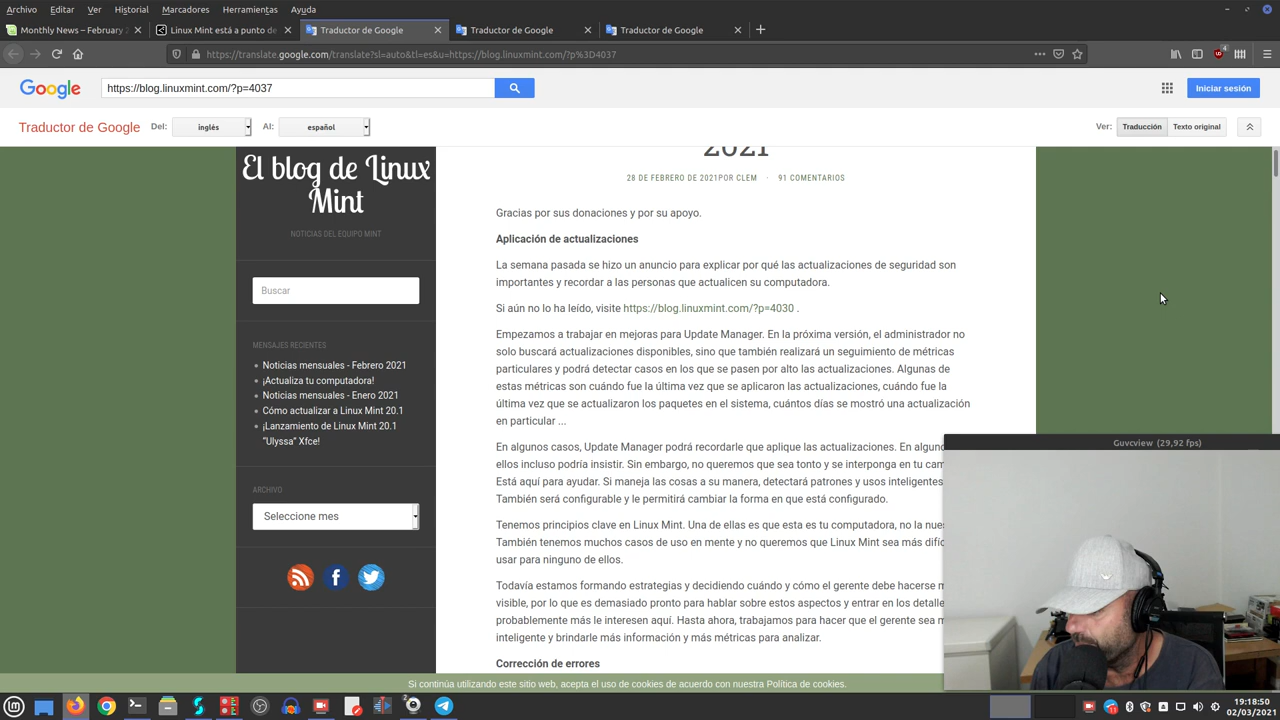 Archivo Editar Ver Historial Marcadores Herramientas Ayuda
Monthly News – February 2
Linux Mint está a punto de
Traductor de Google
Traductor de Google
Traductor de Google
https://translate.google.com/translate?sl=auto&tl=es&u=https://blog.linuxmint.com/?p%3D4037
Google
https://blog.linuxmint.com/?p=4037
Iniciar sesión
Traductor de Google
Del: inglés
Al: español
Ver: Traducción Texto original
El blog de Linux
Mint
NOTICIAS DEL EQUIPO MINT
Buscar
MENSAJES RECIENTES
Noticias mensuales - Febrero 2021
¡Actualiza tu computadora!
Noticias mensuales - Enero 2021
Cómo actualizar a Linux Mint 20.1
¡Lanzamiento de Linux Mint 20.1
“Ulyssa” Xfce!
ARCHIVO
Seleccione mes
2021
28 DE FEBRERO DE 2021POR CLEM · 91 COMENTARIOS
Gracias por sus donaciones y por su apoyo.
Aplicación de actualizaciones
La semana pasada se hizo un anuncio para explicar por qué las actualizaciones de seguridad son
importantes y recordar a las personas que actualicen su computadora.
Si aún no lo ha leído, visite https://blog.linuxmint.com/?p=4030 .
Empezamos a trabajar en mejoras para Update Manager. En la próxima versión, el administrador no
solo buscará actualizaciones disponibles, sino que también realizará un seguimiento de métricas
particulares y podrá detectar casos en los que se pasen por alto las actualizaciones. Algunas de
estas métricas son cuándo fue la última vez que se aplicaron las actualizaciones, cuándo fue la
última vez que se actualizaron los paquetes en el sistema, cuántos días se mostró una actualización
en particular ...
En algunos casos, Update Manager podrá recordarle que aplique las actualizaciones. En alguno
ellos incluso podría insistir. Sin embargo, no queremos que sea tonto y se interponga en tu cam
Está aquí para ayudar. Si maneja las cosas a su manera, detectará patrones y usos inteligentes
También será configurable y le permitirá cambiar la forma en que está configurado.
Tenemos principios clave en Linux Mint. Una de ellas es que esta es tu computadora, no la nues
También tenemos muchos casos de uso en mente y no queremos que Linux Mint sea más difíc
usar para ninguno de ellos.
Todavía estamos formando estrategias y decidiendo cuándo y cómo el gerente debe hacerse m
visible, por lo que es demasiado pronto para hablar sobre estos aspectos y entrar en los detalle
probablemente más le interesen aquí. Hasta ahora, trabajamos para hacer que el gerente sea m
inteligente y brindarle más información y más métricas para analizar.
Corrección de errores
Guvcview (29,92 fps)
Si continúa utilizando este sitio web, acepta el uso de cookies de acuerdo con nuestra Política de cookies.
19:18:50
02/03/2021